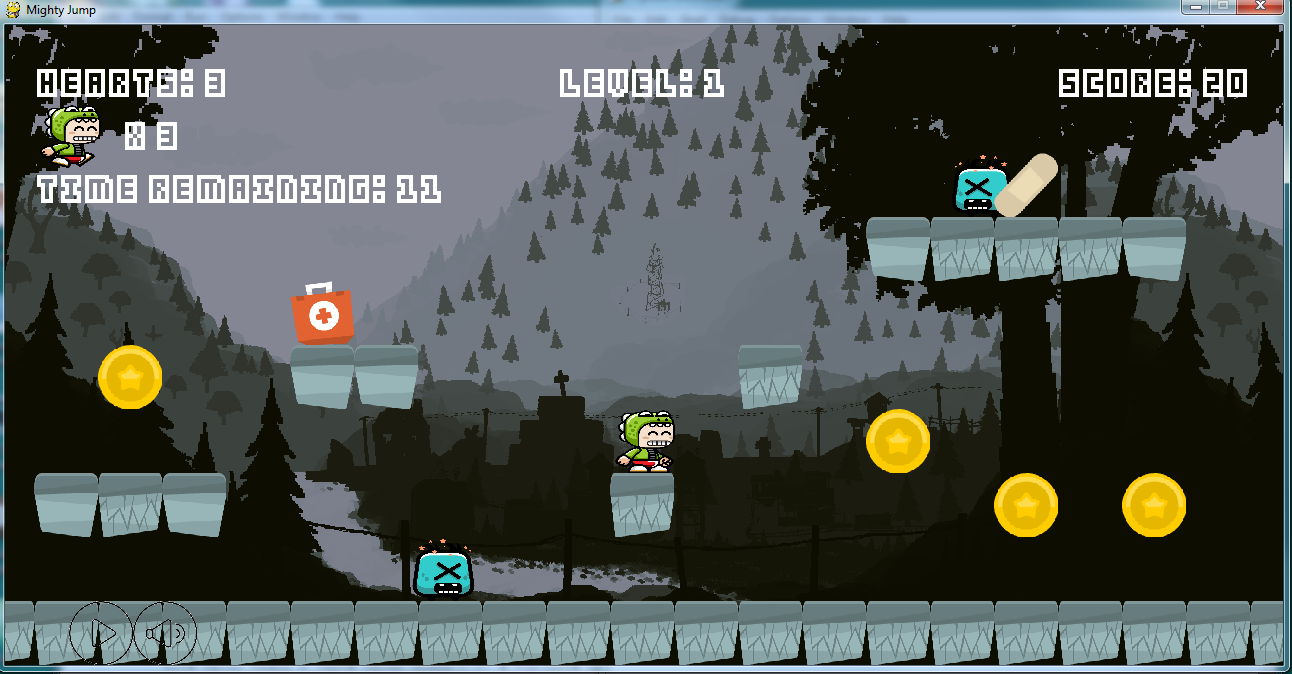 Mighty Jump
HEARTS: 3
LEVEL: 1
SCORE: 20
X 3
TIME REMAINING: 11